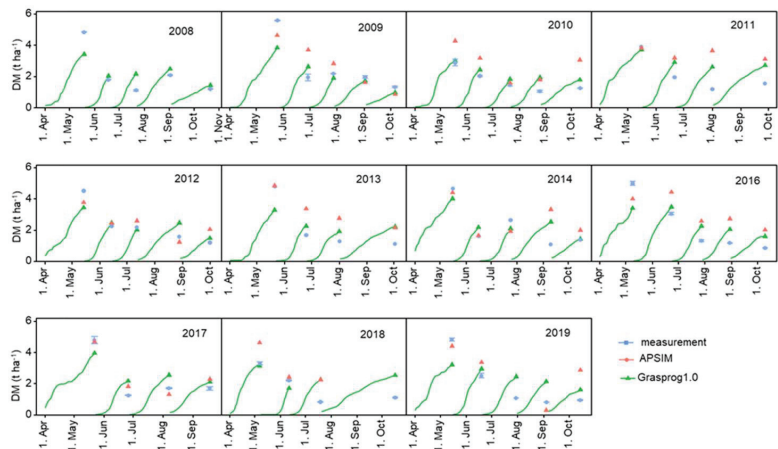 DM (t ha⁻¹)
6
4
2
0
2008
2009
2010
2011
1. Apr
1. May
1. Jun
1. Jul
1. Aug
1. Sep
1. Oct
1. Nov
1. Apr
1. May
1. Jun
1. Jul
1. Aug
1. Sep
1. Oct
1. Apr
1. May
1. Jun
1. Jul
1. Aug
1. Sep
1. Oct
1. Apr
1. May
1. Jun
1. Jul
1. Aug
1. Sep
1. Oct
DM (t ha⁻¹)
6
4
2
0
2012
2013
2014
2016
1. Apr
1. May
1. Jun
1. Jul
1. Aug
1. Sep
1. Oct
1. Apr
1. May
1. Jun
1. Jul
1. Aug
1. Sep
1. Oct
1. Apr
1. May
1. Jun
1. Jul
1. Aug
1. Sep
1. Oct
1. Apr
1. May
1. Jun
1. Jul
1. Aug
1. Sep
1. Oct
DM (t ha⁻¹)
6
4
2
0
2017
2018
2019
1. Apr
1. May
1. Jun
1. Jul
1. Aug
1. Sep
1. Oct
1. Apr
1. May
1. Jun
1. Jul
1. Aug
1. Sep
1. Oct
1. Apr
1. May
1. Jun
1. Jul
1. Aug
1. Sep
1. Oct
measurement
APSIM
Grasprog1.0